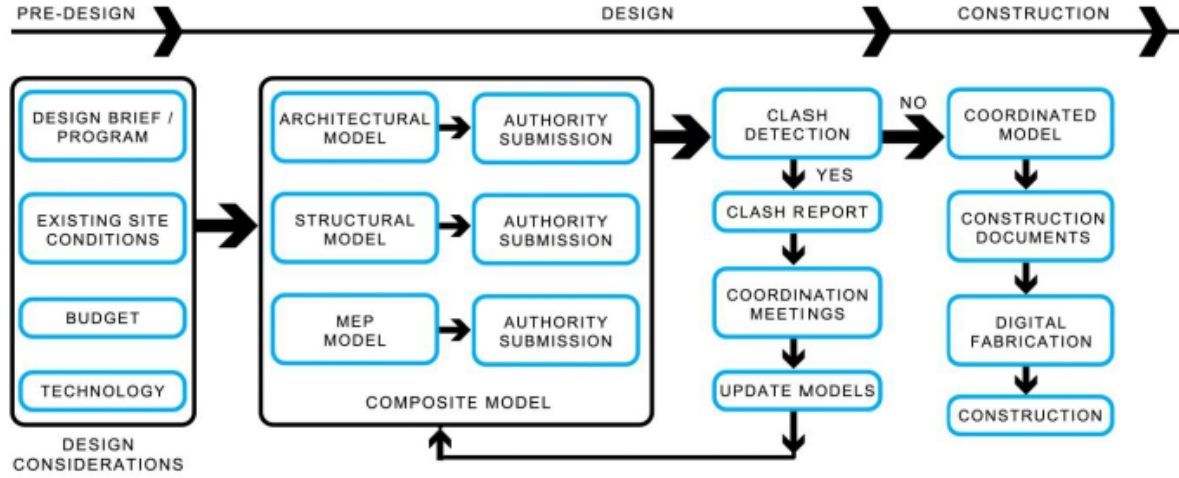 PRE-DESIGN
DESIGN
CONSTRUCTION
DESIGN BRIEF /
PROGRAM
EXISTING SITE
CONDITIONS
BUDGET
TECHNOLOGY
DESIGN
CONSIDERATIONS
ARCHITECTURAL
MODEL
AUTHORITY
SUBMISSION
STRUCTURAL
MODEL
AUTHORITY
SUBMISSION
MEP
MODEL
AUTHORITY
SUBMISSION
COMPOSITE MODEL
CLASH
DETECTION
NO
YES
CLASH REPORT
COORDINATION
MEETINGS
UPDATE MODELS
COORDINATED
MODEL
CONSTRUCTION
DOCUMENTS
DIGITAL
FABRICATION
CONSTRUCTION